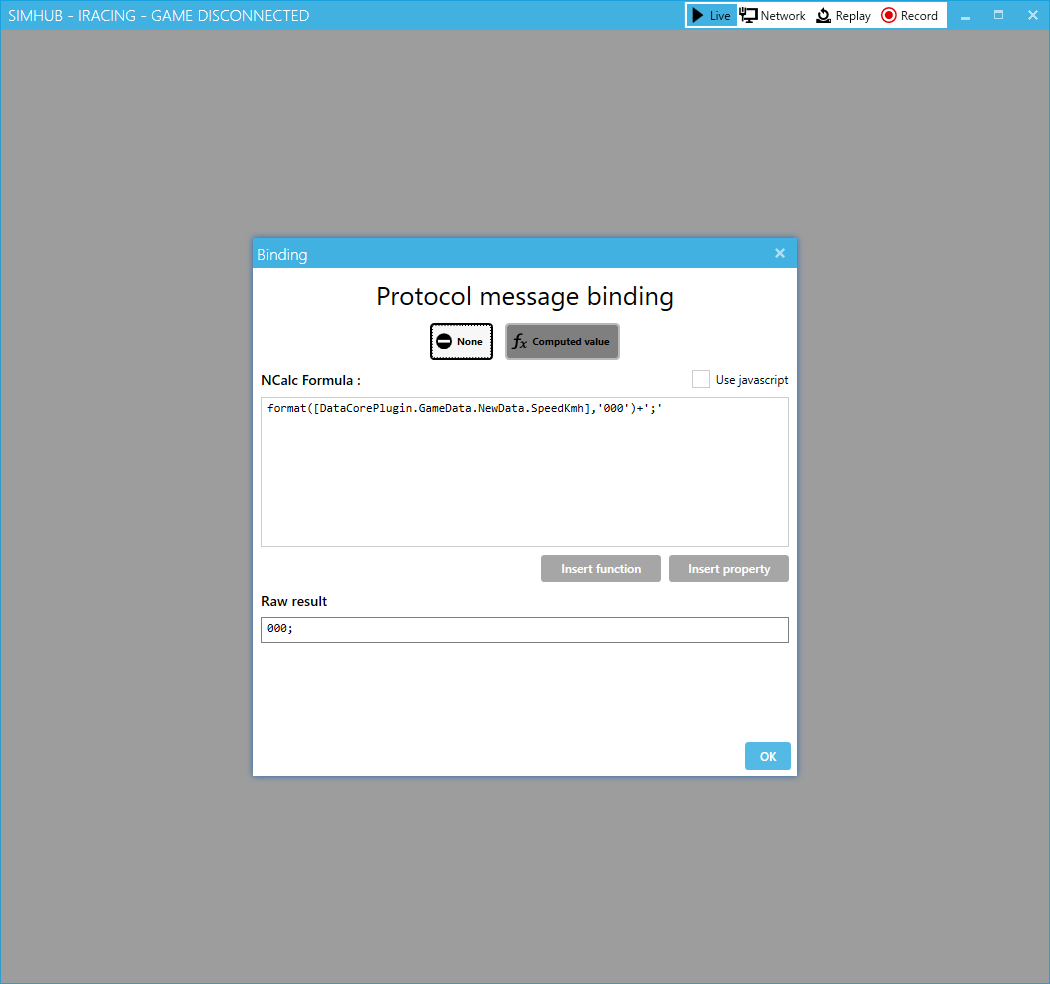 SIMHUB - IRACING - GAME DISCONNECTED
Live Network Replay Record
Binding
Protocol message binding
None
fx Computed value
NCalc Formula :
Use javascript
format([DataCorePlugin.GameData.NewData.SpeedKmh],'000')+';'
Insert function
Insert property
Raw result
000;
OK